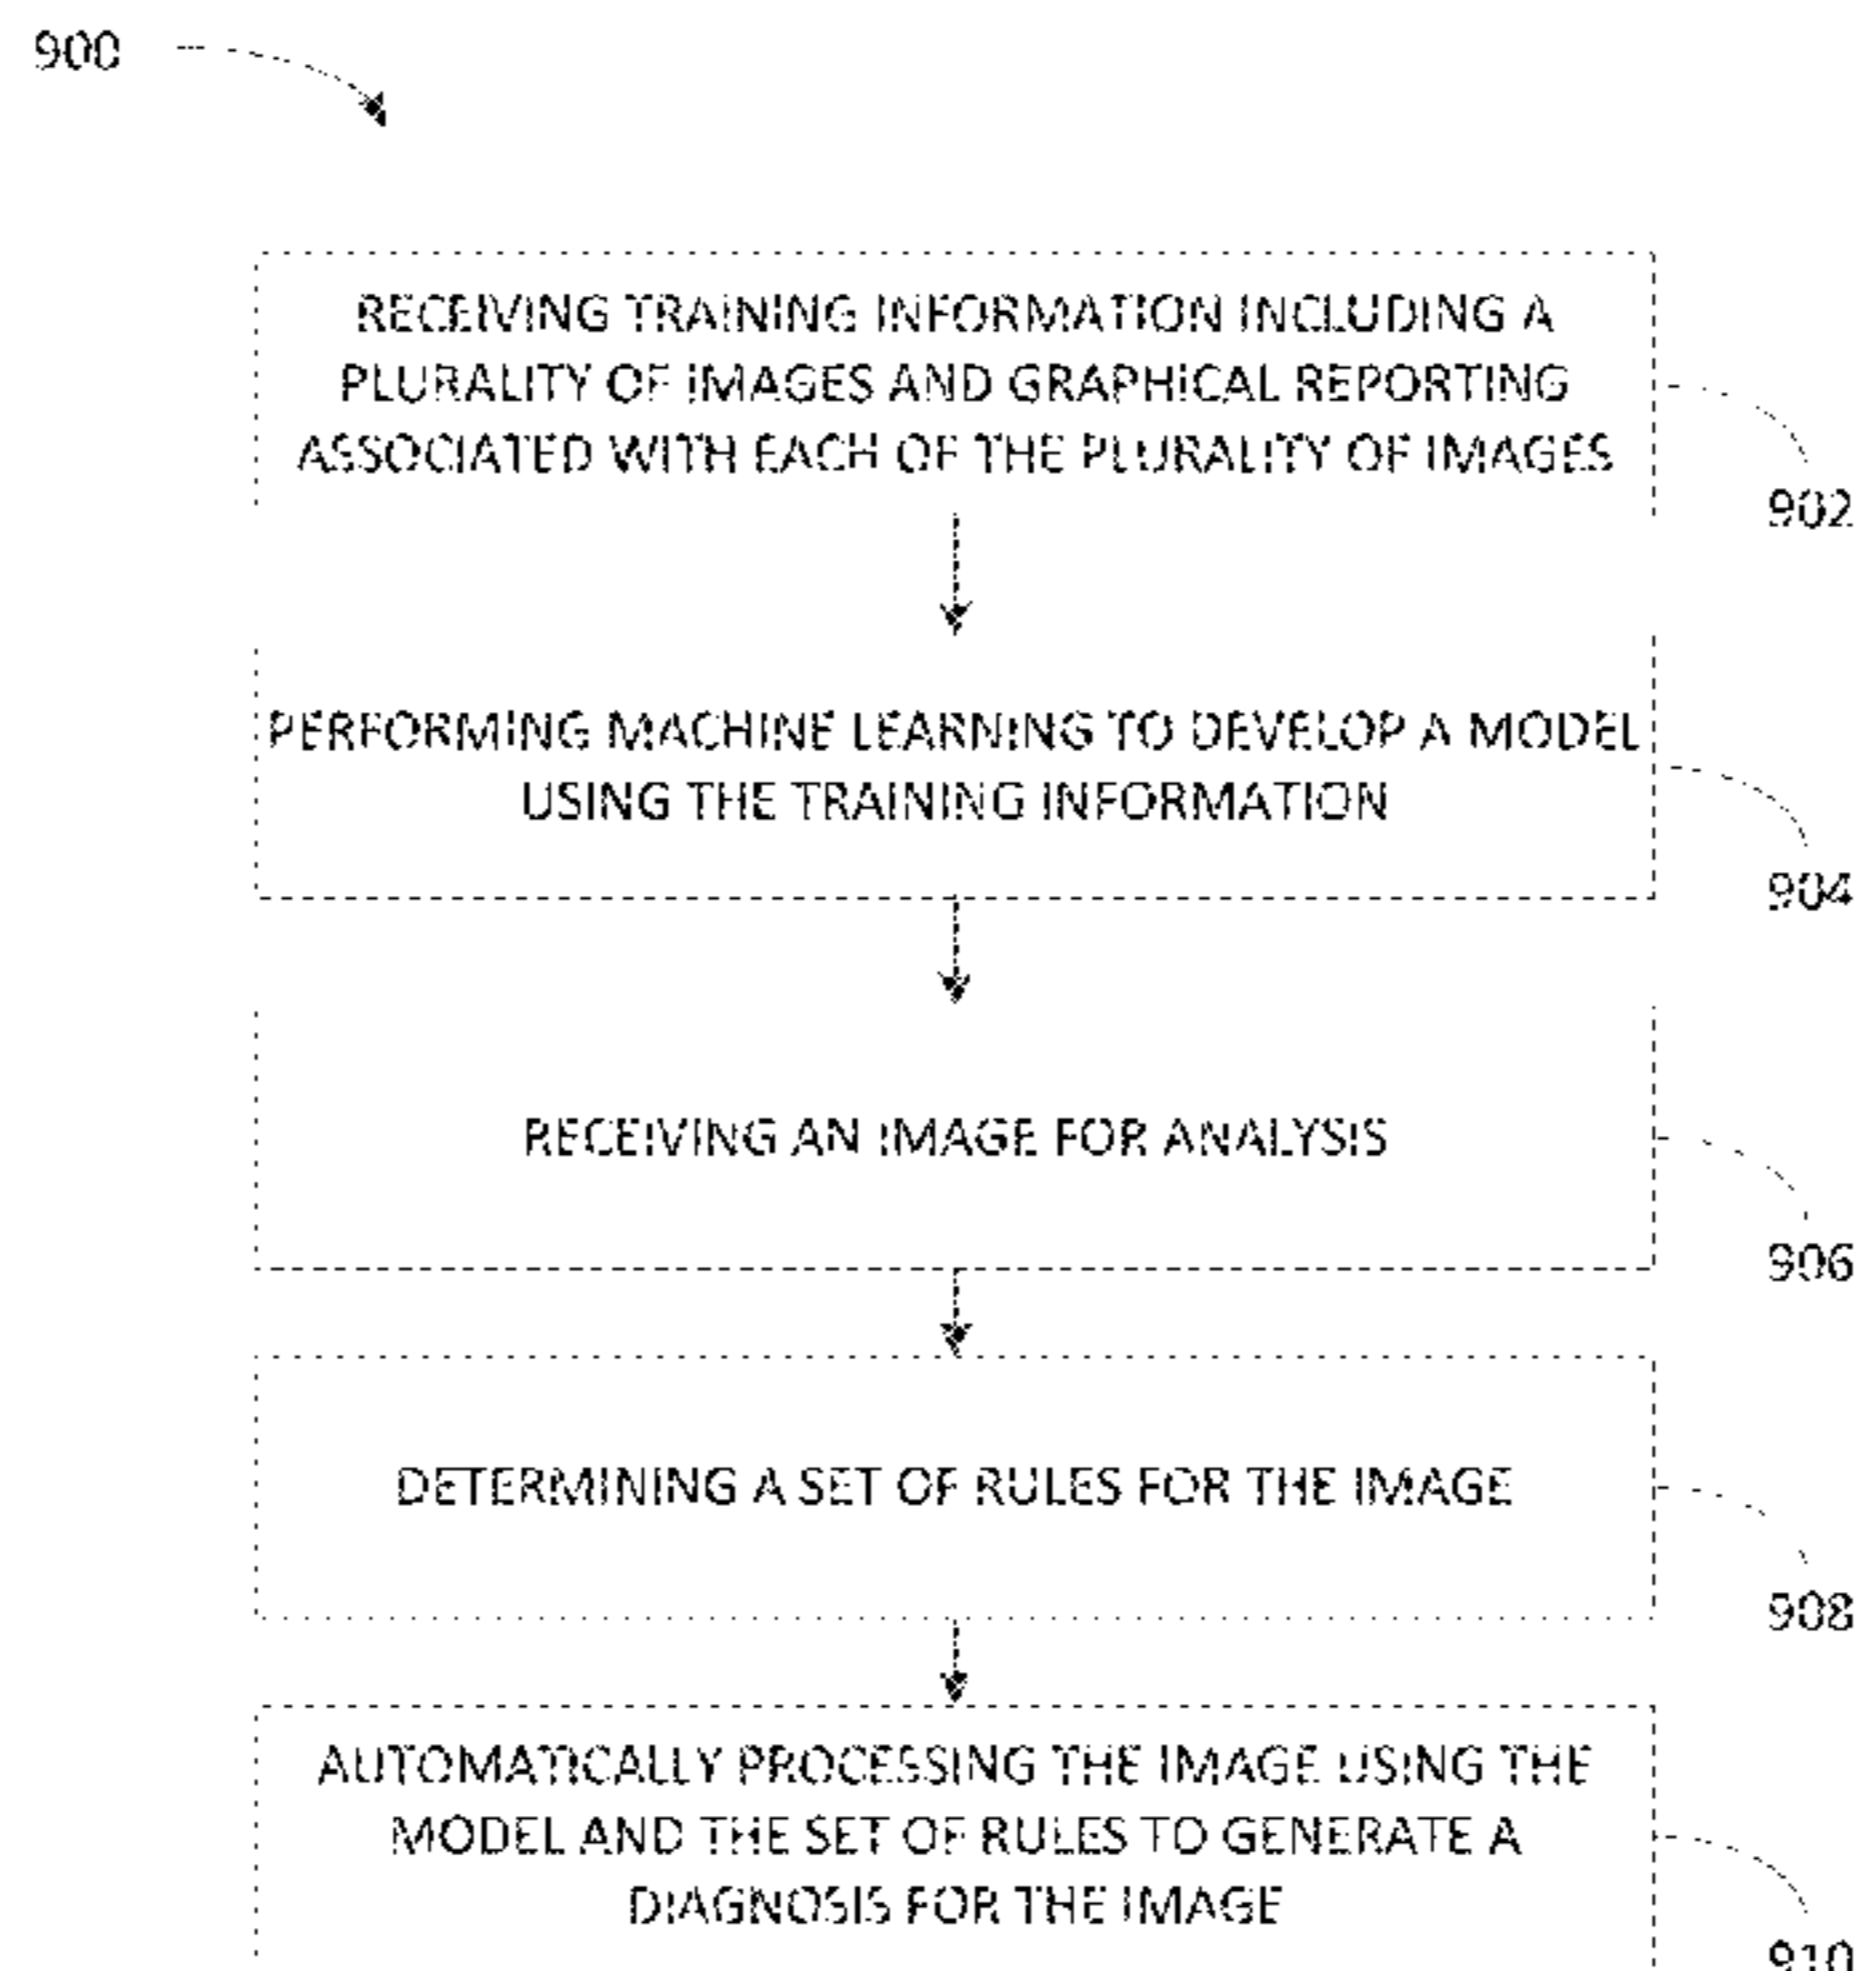 900
RECEIVING TRAINING INFORMATION INCLUDING A
PLURALITY OF IMAGES AND GRAPHICAL REPORTING
ASSOCIATED WITH EACH OF THE PLURALITY OF IMAGES
902
PERFORMING MACHINE LEARNING TO DEVELOP A MODEL
USING THE TRAINING INFORMATION
904
RECEIVING AN IMAGE FOR ANALYSIS
906
DETERMINING A SET OF RULES FOR THE IMAGE
908
AUTOMATICALLY PROCESSING THE IMAGE USING THE
MODEL AND THE SET OF RULES TO GENERATE A
DIAGNOSIS FOR THE IMAGE
910